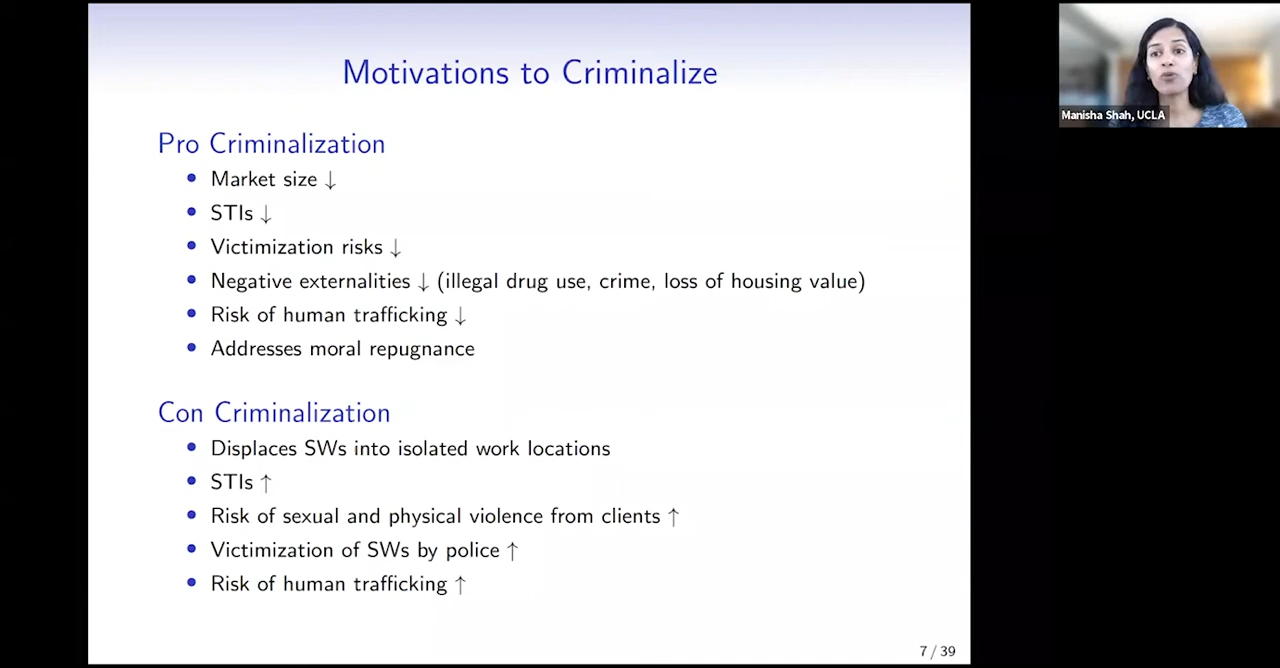 Motivations to Criminalize
Manisha Shah, UCLA
Pro Criminalization
• Market size ↓
• STIs ↓
• Victimization risks ↓
• Negative externalities ↓ (illegal drug use, crime, loss of housing value)
• Risk of human trafficking ↓
• Addresses moral repugnance
Con Criminalization
• Displaces SWs into isolated work locations
• STIs ↑
• Risk of sexual and physical violence from clients ↑
• Victimization of SWs by police ↑
• Risk of human trafficking ↑
7 / 39